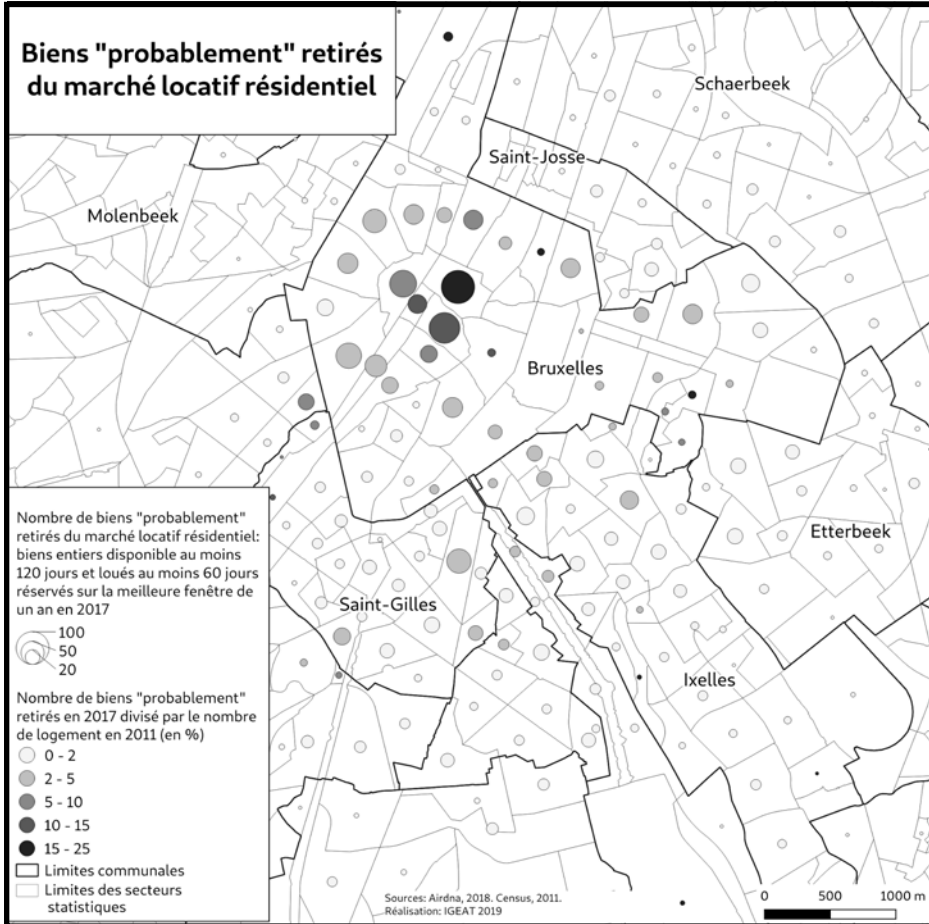 Biens "probablement" retirés
du marché locatif résidentiel
Schaerbeek
Saint-Josse
Molenbeek
Bruxelles
Etterbeek
Saint-Gilles
Ixelles
Nombre de biens "probablement"
retirés du marché locatif résidentiel:
biens entiers disponible au moins
120 jours et loués au moins 60 jours
réservés sur la meilleure fenêtre de
un an en 2017
100
50
20
Nombre de biens "probablement"
retirés en 2017 divisé par le nombre
de logement en 2011 (en %)
0 - 2
2 - 5
5 - 10
10 - 15
15 - 25
Limites communales
Limites des secteurs
statistiques
Sources: Airdna, 2018. Census, 2011.
Réalisation: IGEAT 2019
0 500 1000 m